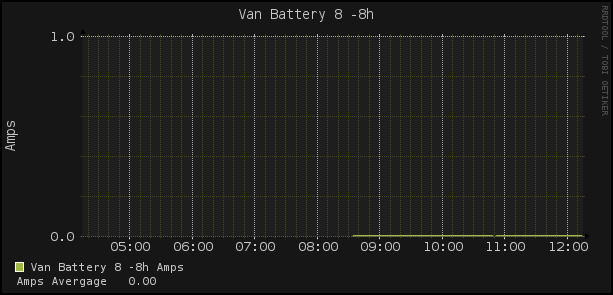 Van Battery 8 -8h
RRDTOOL / TOBI OETIKER
Amps
1.0
0.0
05:00 06:00 07:00 08:00 09:00 10:00 11:00 12:00
Van Battery 8 -8h Amps
Amps Avergage 0.00